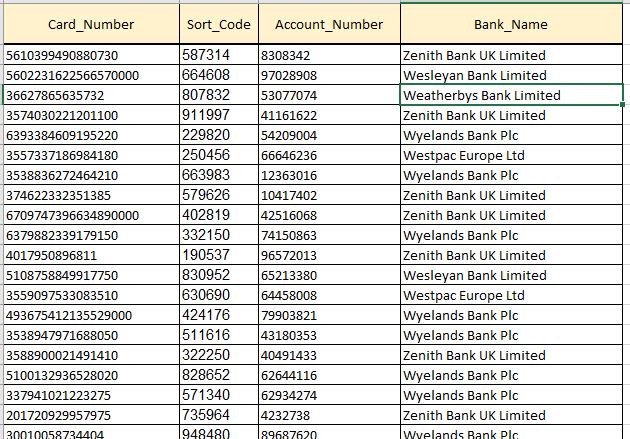 Card_Number Sort_Code Account_Number Bank_Name
5610399490880730 587314 8308342 Zenith Bank UK Limited
5602231622566570000 664608 97028908 Wesleyan Bank Limited
36627865635732 807832 53077074 Weatherbys Bank Limited
3574030221201100 911997 41161622 Zenith Bank UK Limited
6393384609195220 229820 54209004 Wyelands Bank Plc
3557337186984180 250456 66646236 Westpac Europe Ltd
3538836272464210 663983 12363016 Wyelands Bank Plc
374622332351385 579626 10417402 Zenith Bank UK Limited
6709747396634890000 402819 42516068 Zenith Bank UK Limited
6379882339179150 332150 74150863 Wyelands Bank Plc
4017950896811 190537 96572013 Zenith Bank UK Limited
5108758849917750 830952 65213380 Wesleyan Bank Limited
3559097533083510 630690 64458008 Westpac Europe Ltd
493675412135529000 424176 79903821 Wyelands Bank Plc
3538947971688050 511616 43180353 Wyelands Bank Plc
3588900021491410 322250 40491433 Zenith Bank UK Limited
5100132936528020 828652 62644116 Wyelands Bank Plc
337941021223275 571340 62934274 Wyelands Bank Plc
201720929957975 735964 4232738 Zenith Bank UK Limited
30010058734404 948480 89687620 Wyelands Bank Plc